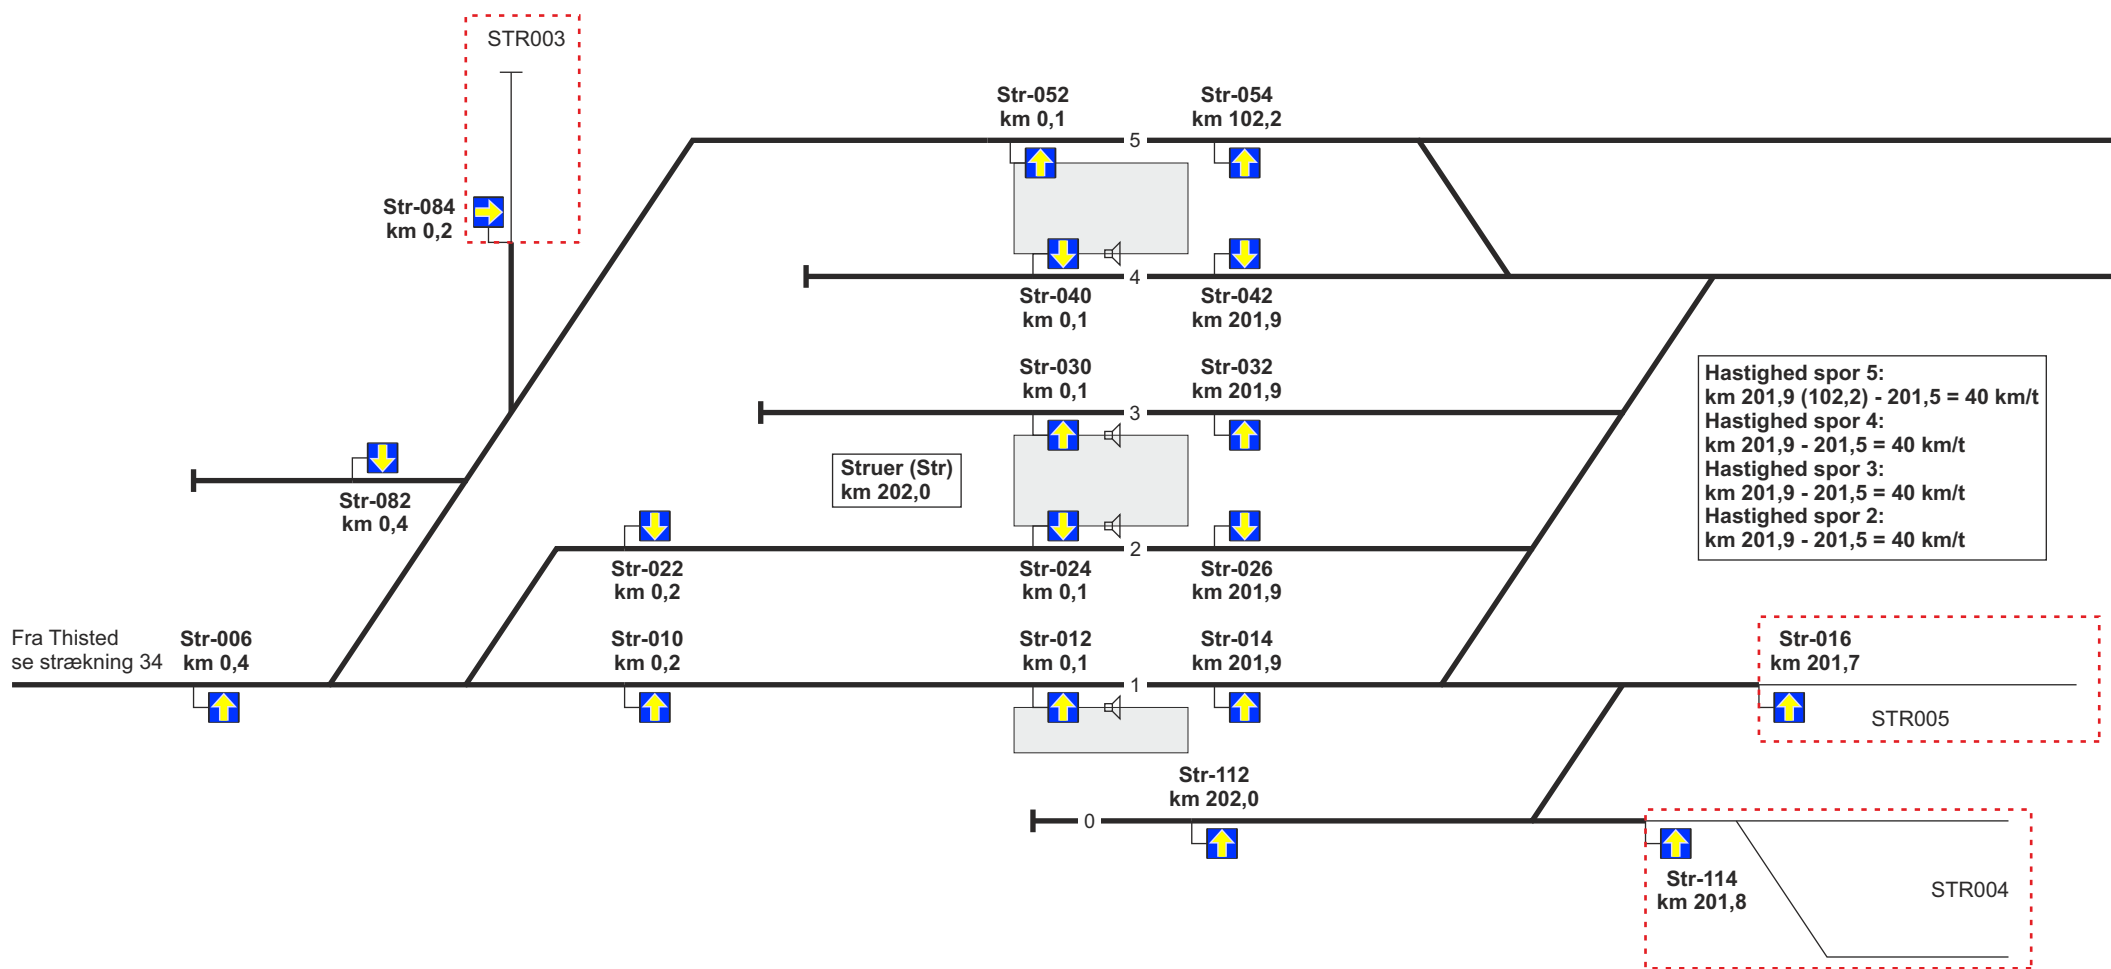 STR003
Str-052
km 0,1
Str-054
km 102,2
5
Str-084
km 0,2
4
Str-040
km 0,1
Str-042
km 201,9
Str-030
km 0,1
Str-032
km 201,9
3
Hastighed spor 5:
km 201,9 (102,2) - 201,5 = 40 km/t
Hastighed spor 4:
km 201,9 - 201,5 = 40 km/t
Hastighed spor 3:
km 201,9 - 201,5 = 40 km/t
Hastighed spor 2:
km 201,9 - 201,5 = 40 km/t
Struer (Str)
km 202,0
Str-082
km 0,4
2
Str-022
km 0,2
Str-024
km 0,1
Str-026
km 201,9
Fra Thisted
se strækning 34
Str-006
km 0,4
Str-010
km 0,2
Str-012
km 0,1
Str-014
km 201,9
Str-016
km 201,7
1
STR005
Str-112
km 202,0
0
Str-114
km 201,8
STR004